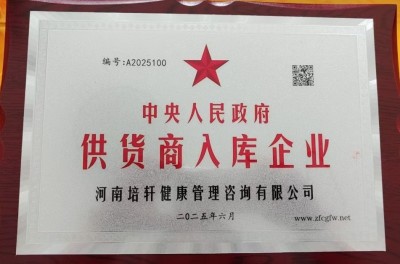 编号:A2025100
中央人民政府
供货商入库企业
河南培轩健康管理咨询有限公司
二〇二五年六月
www.zfcgfw.net